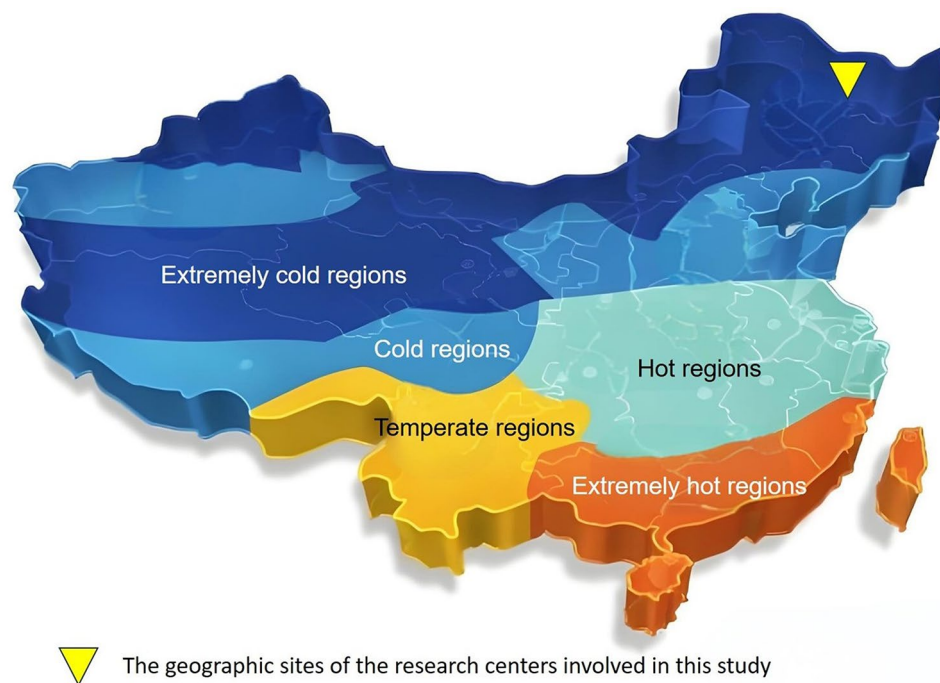 Extremely cold regions
Cold regions
Hot regions
Temperate regions
Extremely hot regions
The geographic sites of the research centers involved in this study